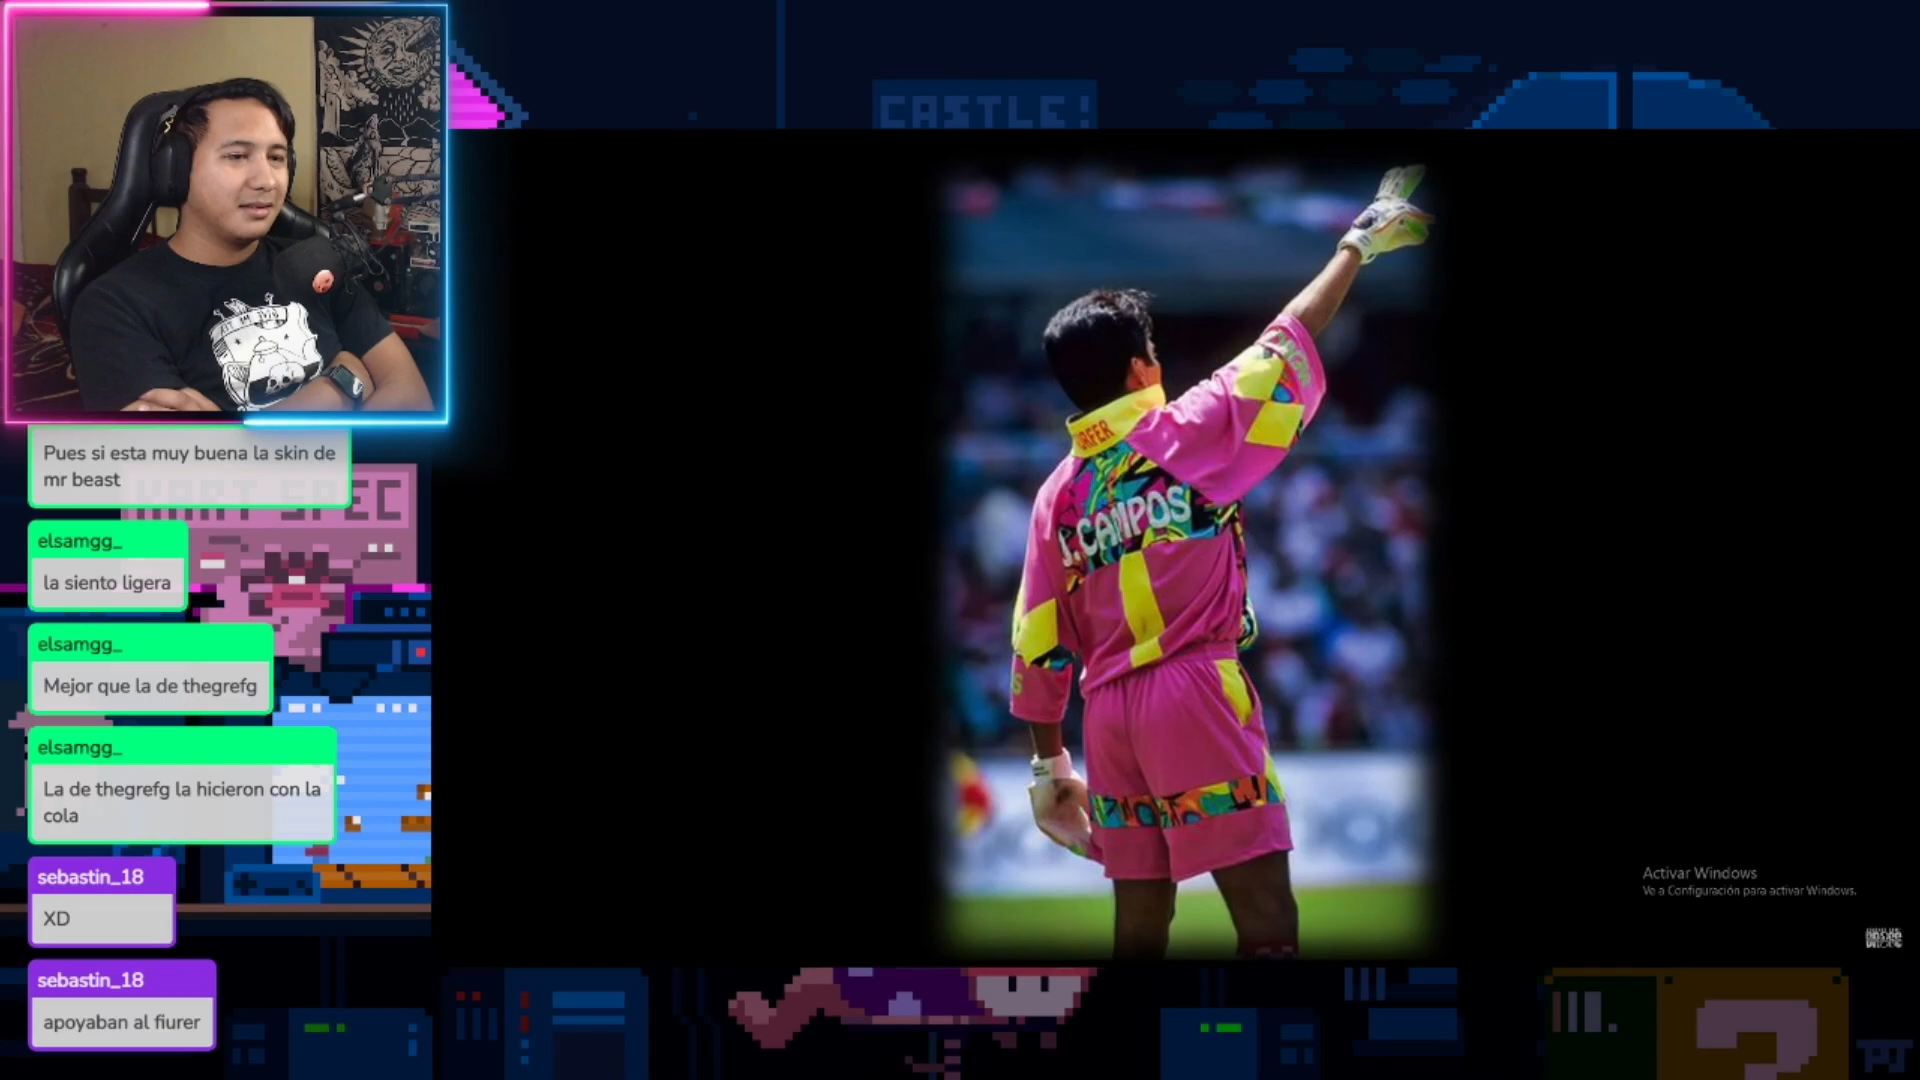 CASTLE!
Pues si esta muy buena la skin de
mr beast
KART SPEC
elsamgg_
la siento ligera
elsamgg_
Mejor que la de thegrefg
elsamgg_
La de thegrefg la hicieron con la
cola
sebastin_18
XD
sebastin_18
apoyaban al fiurer
J. CAMPOS
Activar Windows
Ve a Configuración para activar Windows.